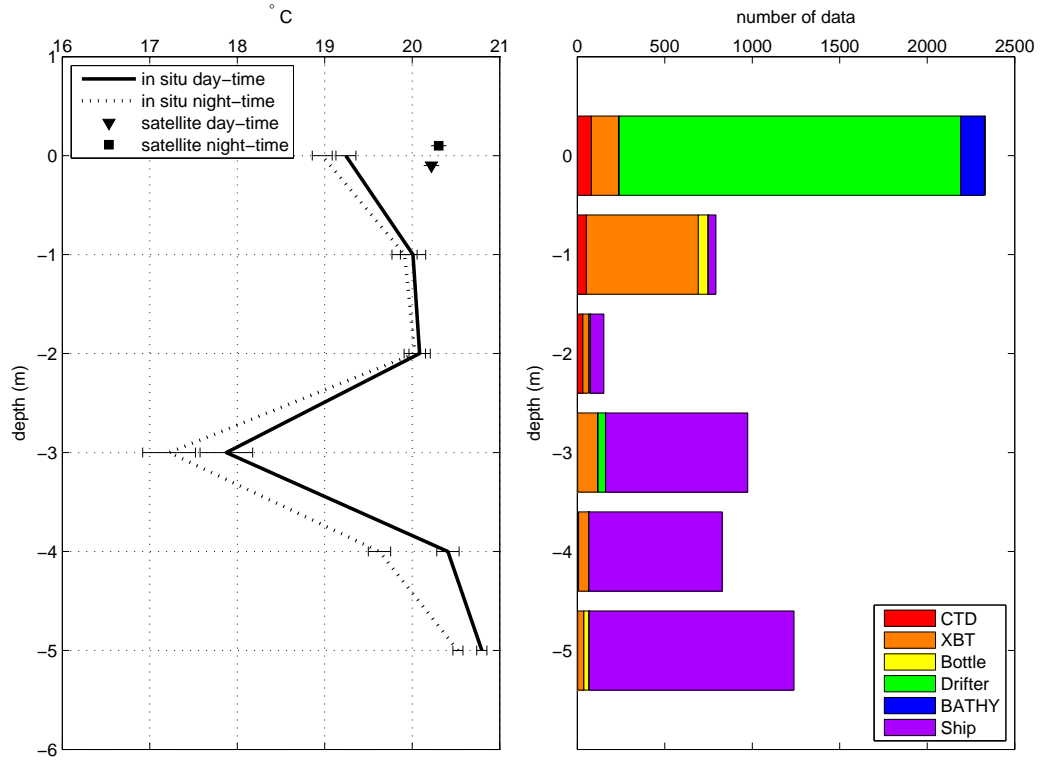 ° C
16 17 18 19 20 21
in situ day−time
in situ night−time
satellite day−time
satellite night−time
1
0
−1
−2
−3
−4
−5
−6
depth (m)
number of data
0 500 1000 1500 2000 2500
0
−1
−2
−3
−4
−5
depth (m)
CTD
XBT
Bottle
Drifter
BATHY
Ship